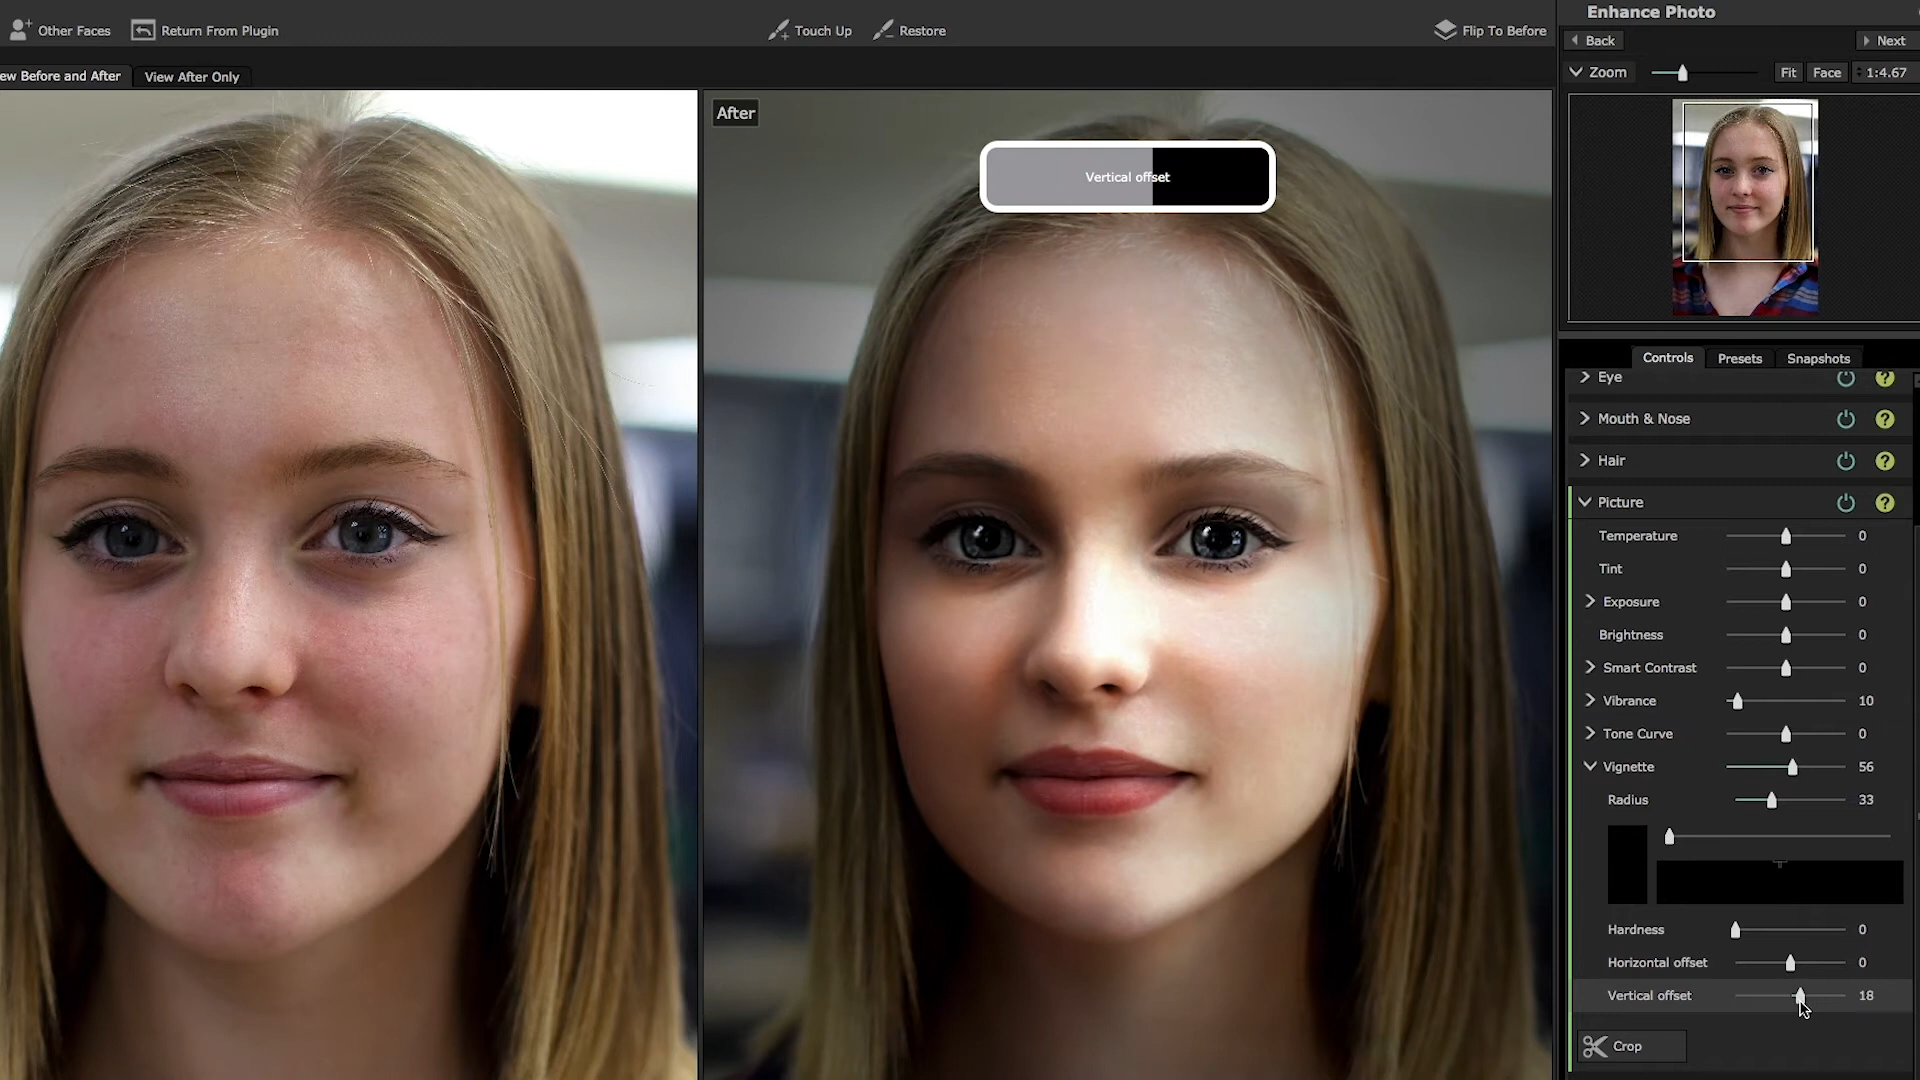 Other Faces
Return From Plugin
Touch Up
Restore
Flip To Before
Enhance Photo
Back
Next
ew Before and After
View After Only
Zoom
Fit
Face
1:4.67
After
Vertical offset
Controls
Presets
Snapshots
Eye
?
Mouth & Nose
?
Hair
?
Picture
?
Temperature 0
Tint 0
Exposure 0
Brightness 0
Smart Contrast 0
Vibrance 10
Tone Curve 0
Vignette 56
Radius 33
Hardness 0
Horizontal offset 0
Vertical offset 18
Crop